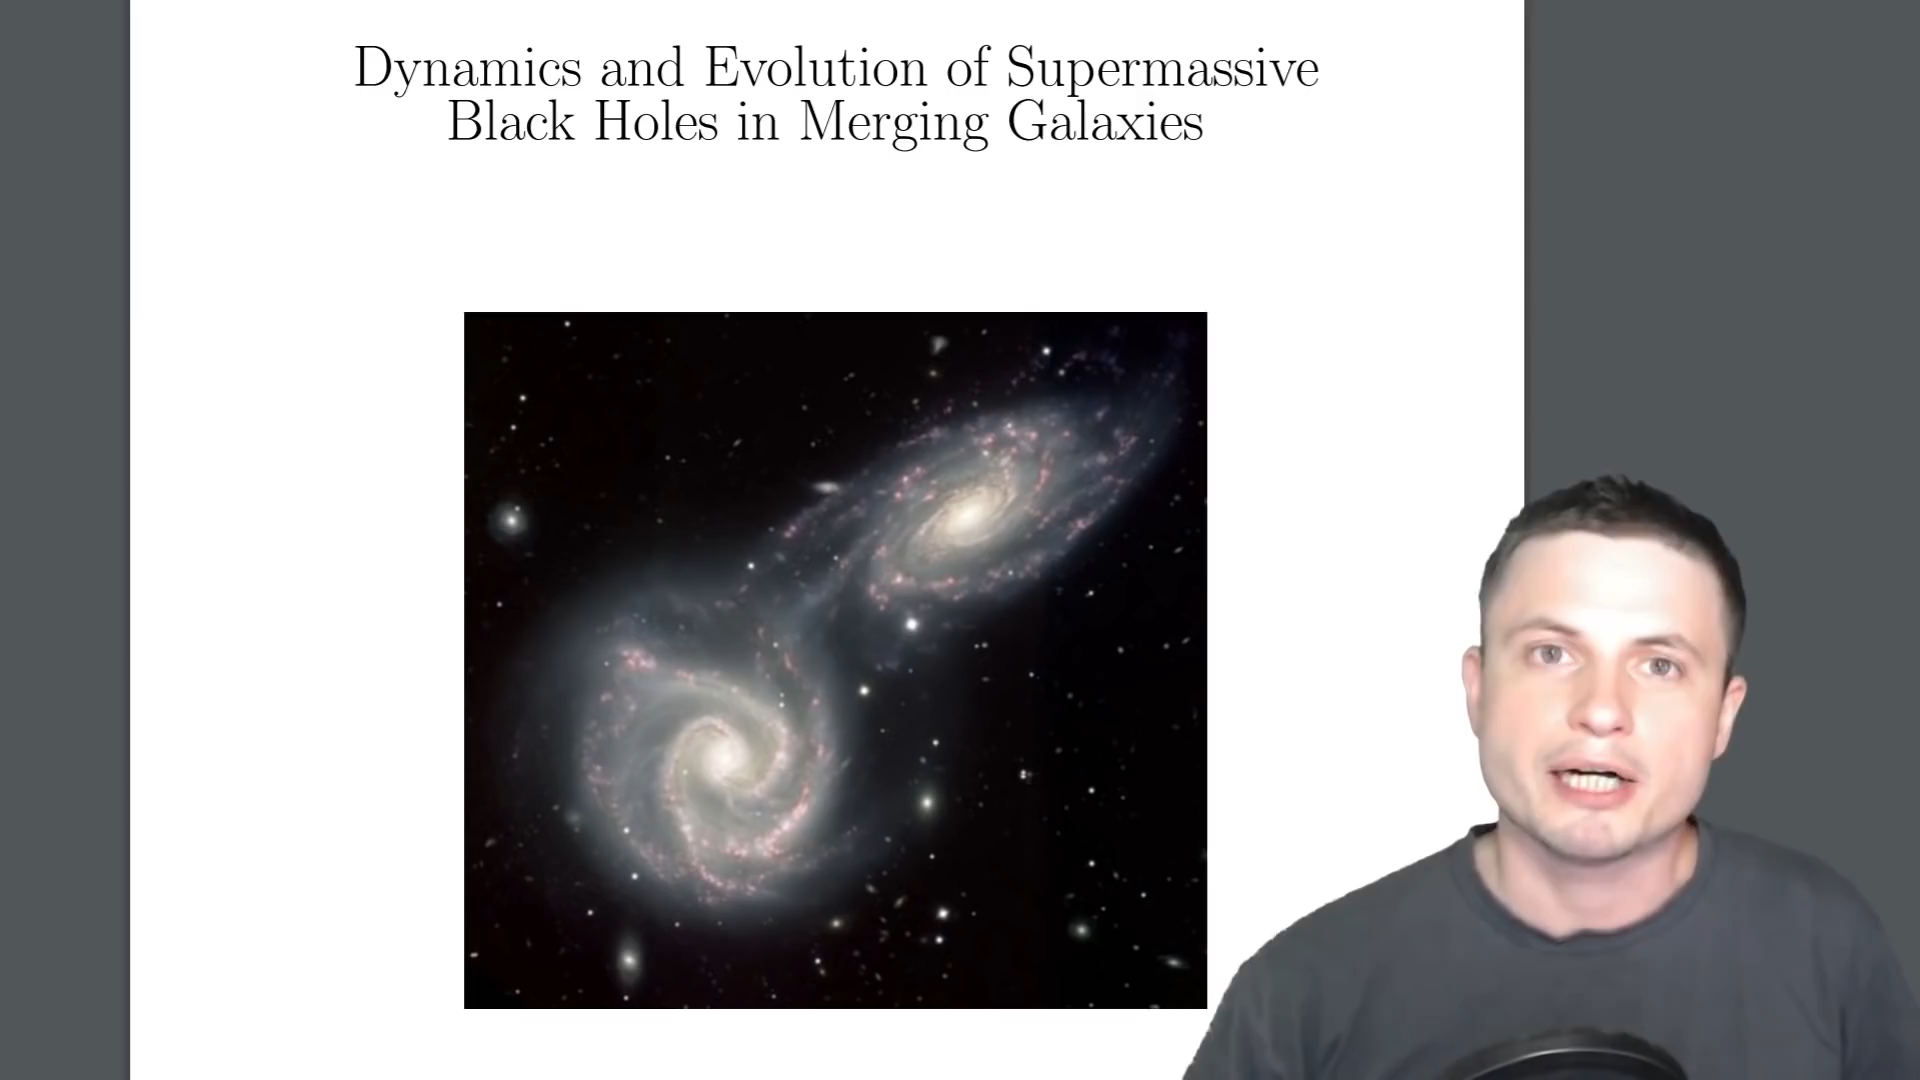 Dynamics and Evolution of Supermassive
Black Holes in Merging Galaxies